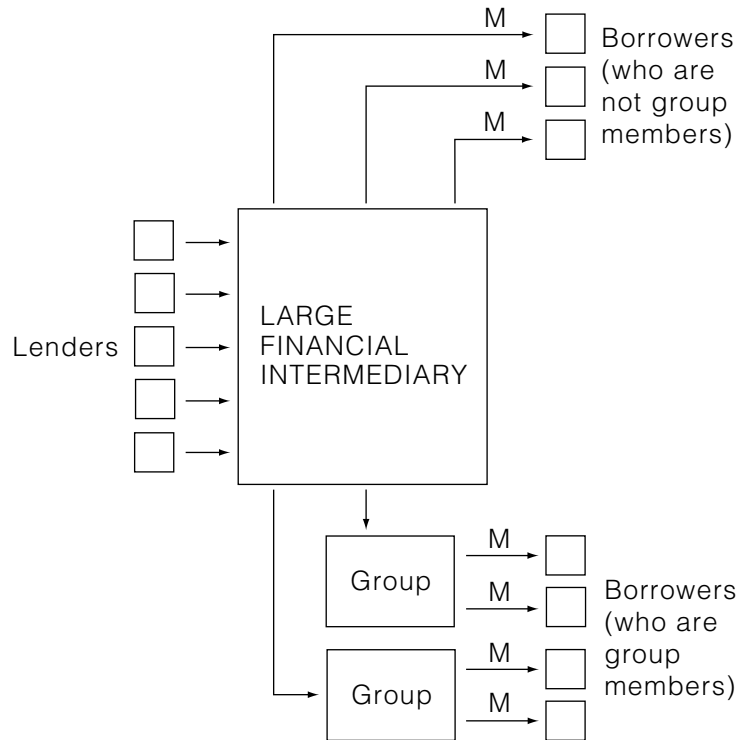 M
Borrowers
(who are
not group
members)
M
M
Lenders
LARGE
FINANCIAL
INTERMEDIARY
Group
M
M
Borrowers
(who are
group
members)
Group
M
M